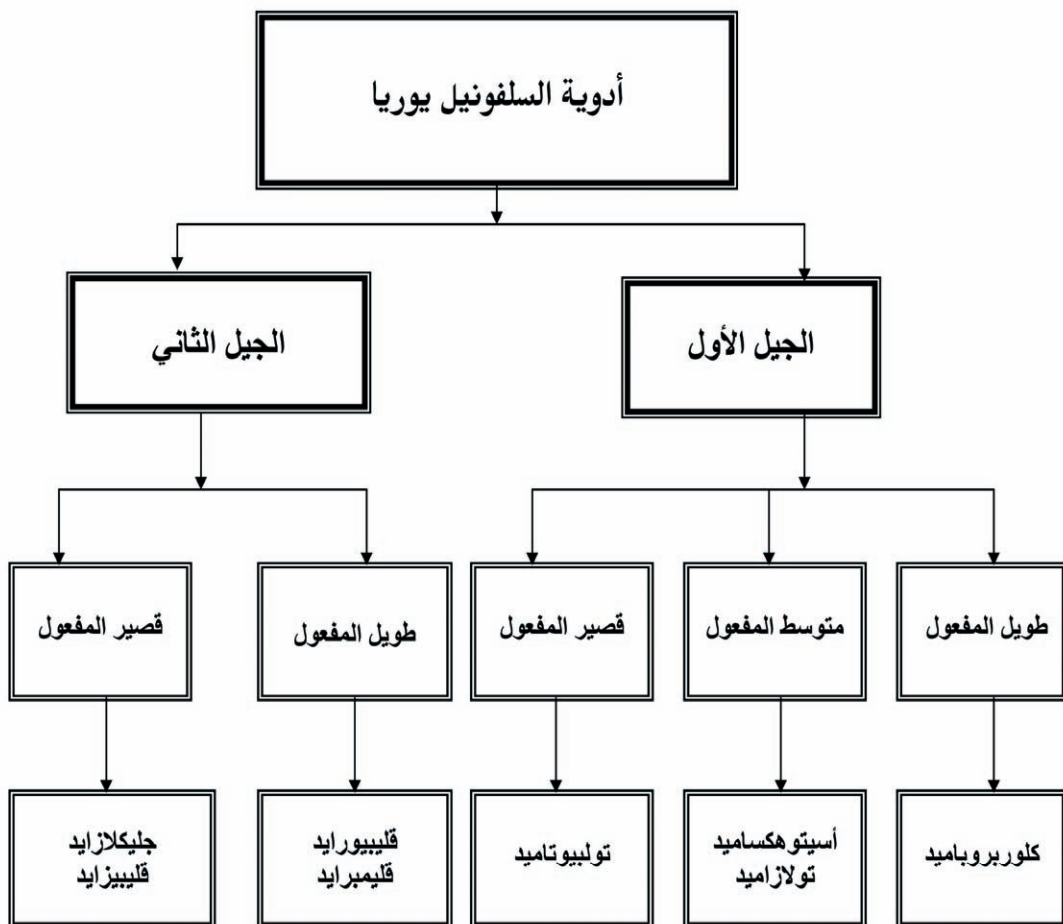 أدوية السلفونيل يوريا
الجيل الأول
الجيل الثاني
طويل المفعول
متوسط المفعول
قصير المفعول
طويل المفعول
قصير المفعول
كلوربروباميد
أسيتوهكساميد
تولازاميد
تولبيوتاميد
قليبيورايد
قليمبرايد
جليكلازايد
قليبيزايد